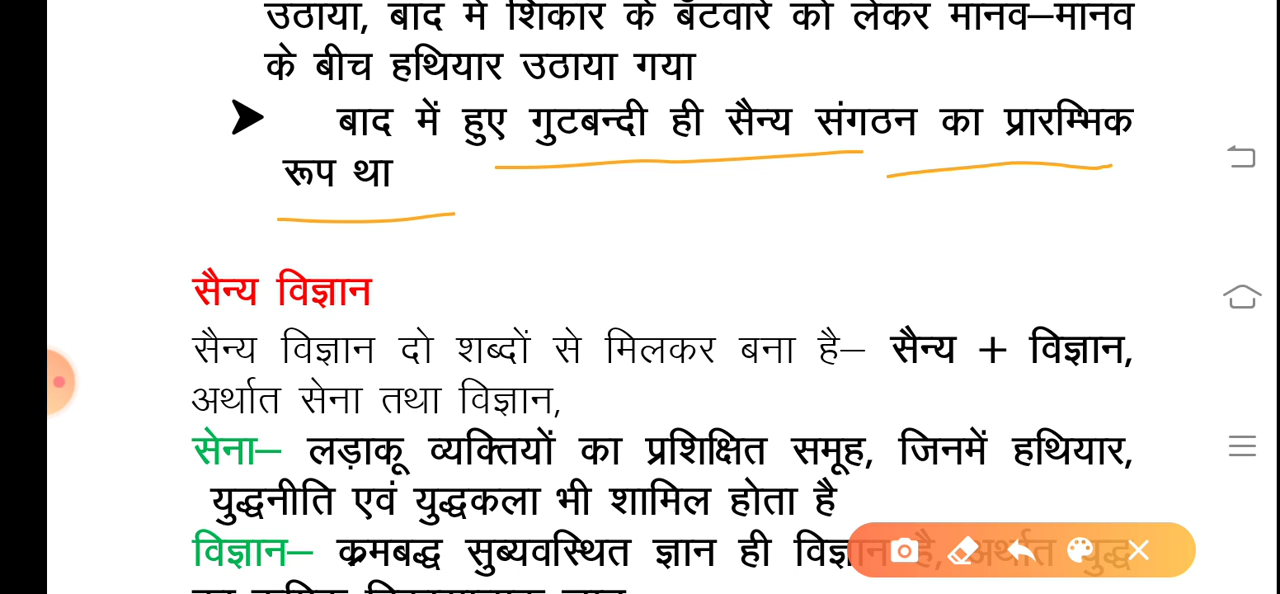 उठाया, बाद में शिकार के बँटवारे को लेकर मानव–मानव
के बीच हथियार उठाया गया
➤ बाद में हुए गुटबन्दी ही सैन्य संगठन का प्रारम्भिक
रूप था
सैन्य विज्ञान
सैन्य विज्ञान दो शब्दों से मिलकर बना है– सैन्य + विज्ञान,
अर्थात सेना तथा विज्ञान,
सेना– लड़ाकू व्यक्तियों का प्रशिक्षित समूह, जिनमें हथियार,
युद्धनीति एवं युद्धकला भी शामिल होता है
विज्ञान– क्रमबद्ध सुब्यवस्थित ज्ञान ही विज्ञान है, अर्थात युद्ध